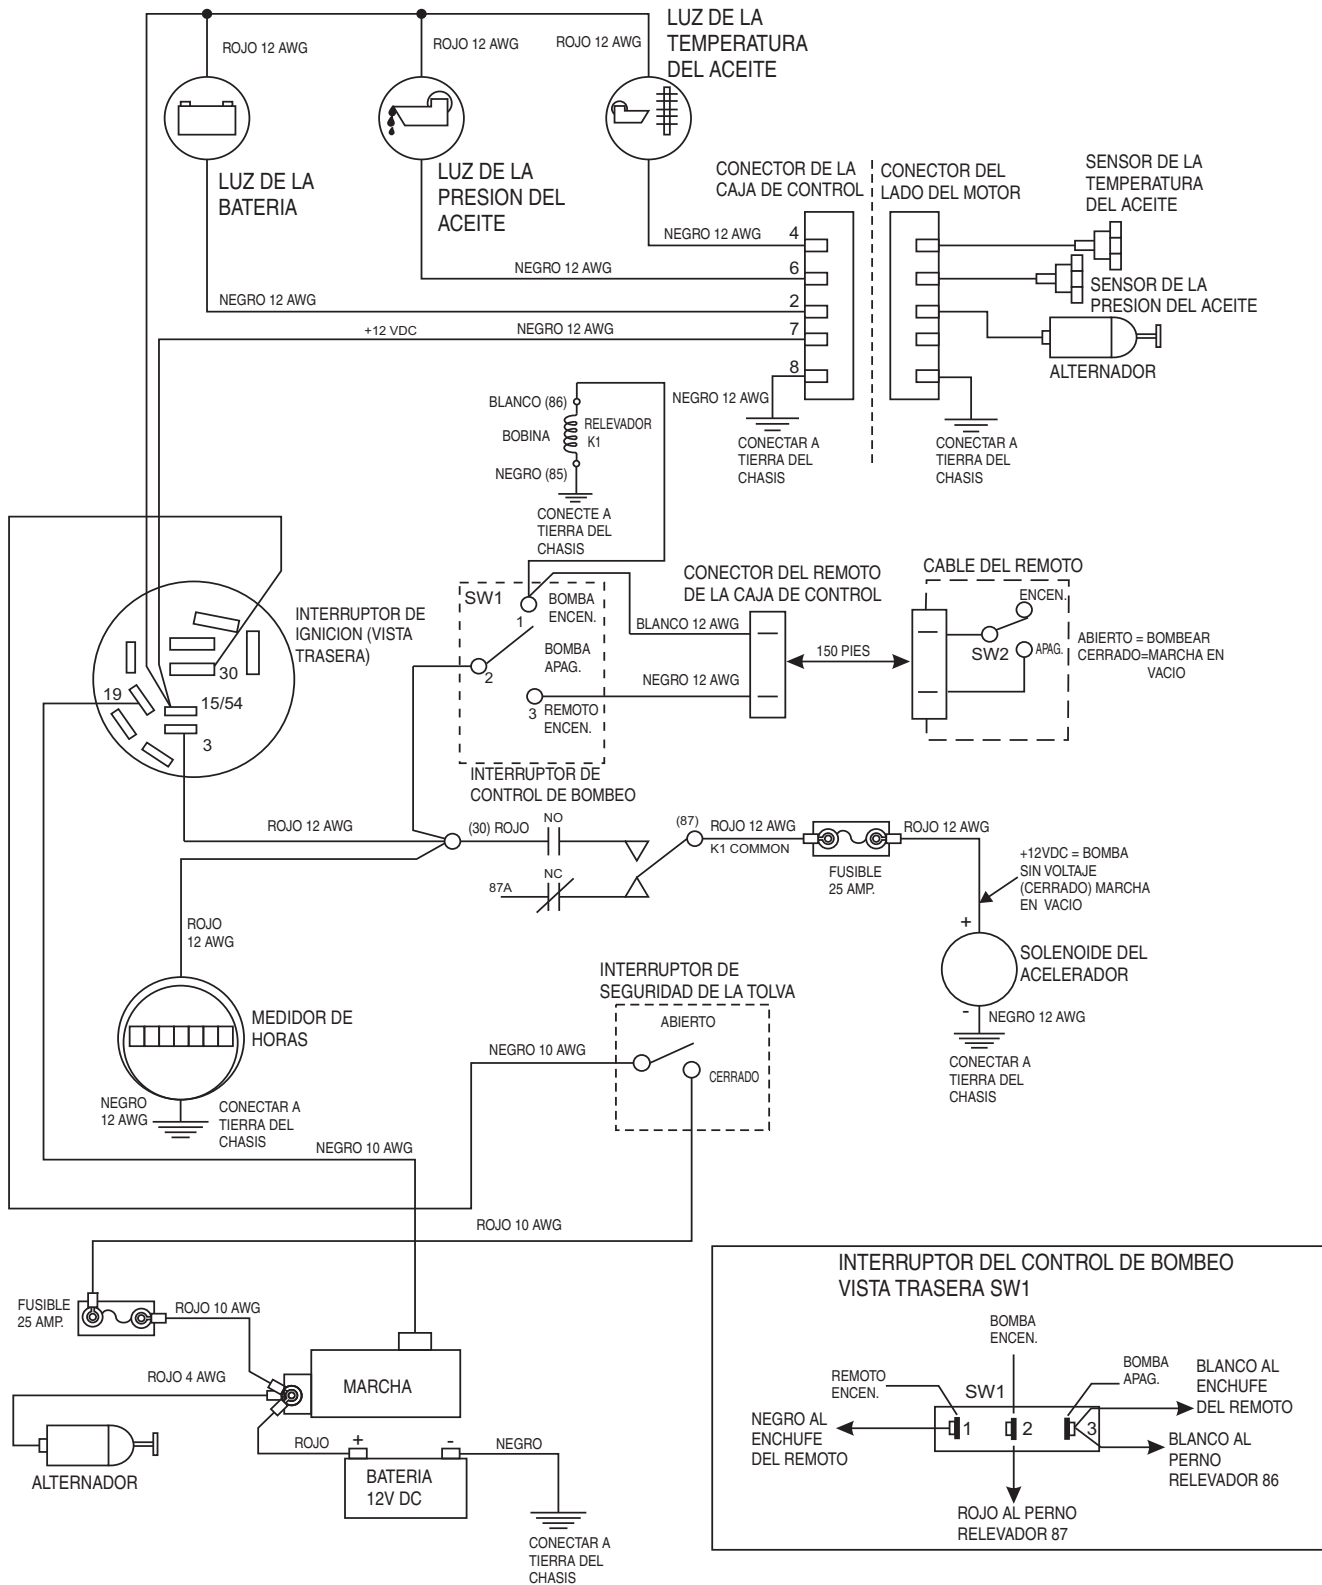 LUZ DE LA
TEMPERATURA
DEL ACEITE
ROJO 12 AWG
ROJO 12 AWG
ROJO 12 AWG
LUZ DE LA
BATERIA
LUZ DE LA
PRESION DEL
ACEITE
CONECTOR DE LA
CAJA DE CONTROL
CONECTOR DEL
LADO DEL MOTOR
SENSOR DE LA
TEMPERATURA
DEL ACEITE
NEGRO 12 AWG
4
NEGRO 12 AWG
6
SENSOR DE LA
PRESION DEL ACEITE
NEGRO 12 AWG
2
+12 VDC
NEGRO 12 AWG
7
ALTERNADOR
8
NEGRO 12 AWG
CONECTAR A
TIERRA DEL
CHASIS
CONECTAR A
TIERRA DEL
CHASIS
BLANCO (86)
BOBINA
RELEVADOR
K1
NEGRO (85)
CONECTE A
TIERRA DEL
CHASIS
INTERRUPTOR DE
IGNICION (VISTA
TRASERA)
30
19
15/54
3
SW1
1
BOMBA
ENCEN.
BOMBA
APAG.
2
3
REMOTO
ENCEN.
INTERRUPTOR DE
CONTROL DE BOMBEO
CONECTOR DEL REMOTO
DE LA CAJA DE CONTROL
BLANCO 12 AWG
NEGRO 12 AWG
150 PIES
CABLE DEL REMOTO
ENCEN.
SW2
APAG.
ABIERTO = BOMBEAR
CERRADO=MARCHA EN
VACIO
ROJO 12 AWG
(30) ROJO
NO
87A
NC
(87)
ROJO 12 AWG
K1 COMMON
FUSIBLE
25 AMP.
ROJO 12 AWG
+12VDC = BOMBA
SIN VOLTAJE
(CERRADO) MARCHA
EN VACIO
+
SOLENOIDE DEL
ACELERADOR
-
NEGRO 12 AWG
CONECTAR A
TIERRA DEL
CHASIS
ROJO
12 AWG
MEDIDOR DE
HORAS
NEGRO
12 AWG
CONECTAR A
TIERRA DEL
CHASIS
INTERRUPTOR DE
SEGURIDAD DE LA TOLVA
ABIERTO
CERRADO
NEGRO 10 AWG
NEGRO 10 AWG
ROJO 10 AWG
FUSIBLE
25 AMP.
ROJO 10 AWG
ROJO 4 AWG
MARCHA
ALTERNADOR
ROJO
+
-
NEGRO
BATERIA
12V DC
CONECTAR A
TIERRA DEL
CHASIS
INTERRUPTOR DEL CONTROL DE BOMBEO
VISTA TRASERA SW1
BOMBA
ENCEN.
REMOTO
ENCEN.
SW1
BOMBA
APAG.
BLANCO AL
ENCHUFE
DEL REMOTO
NEGRO AL
ENCHUFE
DEL REMOTO
1
2
3
BLANCO AL
PERNO
RELEVADOR 86
ROJO AL PERNO
RELEVADOR 87